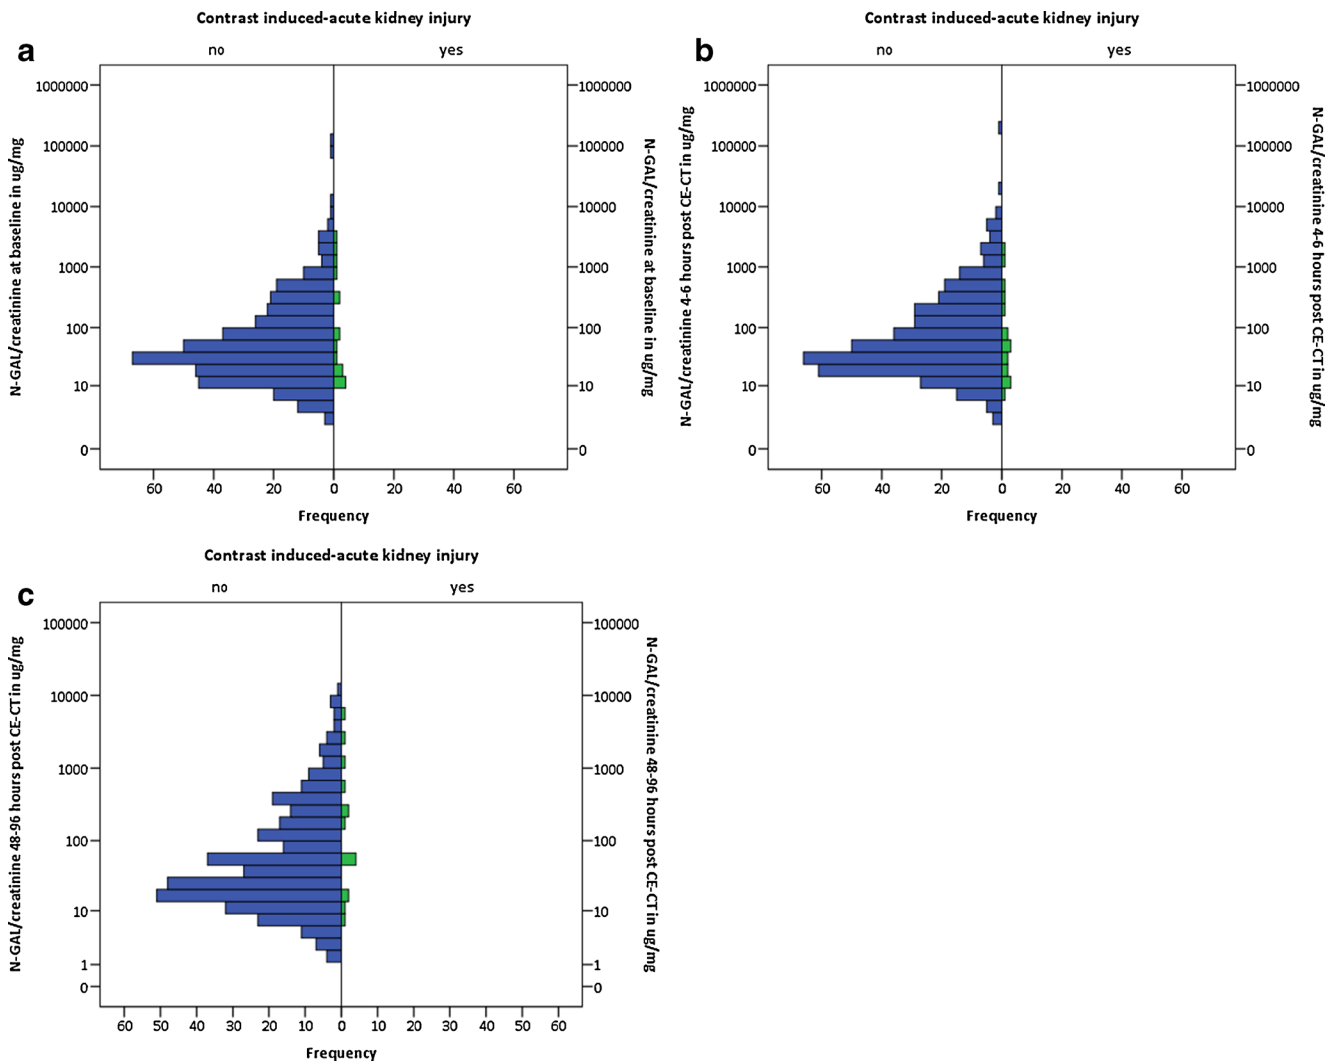 Contrast induced-acute kidney injury
a
no yes
1000000 1000000
100000 100000
10000 10000
1000 1000
100 100
10 10
0 0
N-GAL/creatinine at baseline in ug/mg
N-GAL/creatinine at baseline in ug/mg
60 40 20 0 20 40 60
Frequency
Contrast induced-acute kidney injury
b
no yes
1000000 1000000
100000 100000
10000 10000
1000 1000
100 100
10 10
0 0
N-GAL/creatinine 4-6 hours post CE-CT in ug/mg
N-GAL/creatinine 4-6 hours post CE-CT in ug/mg
60 40 20 0 20 40 60
Frequency
Contrast induced-acute kidney injury
c
no yes
100000 100000
10000 10000
1000 1000
100 100
10 10
1 1
0 0
N-GAL/creatinine 48-96 hours post CE-CT in ug/mg
N-GAL/creatinine 48-96 hours post CE-CT in ug/mg
60 50 40 30 20 10 0 10 20 30 40 50 60
Frequency